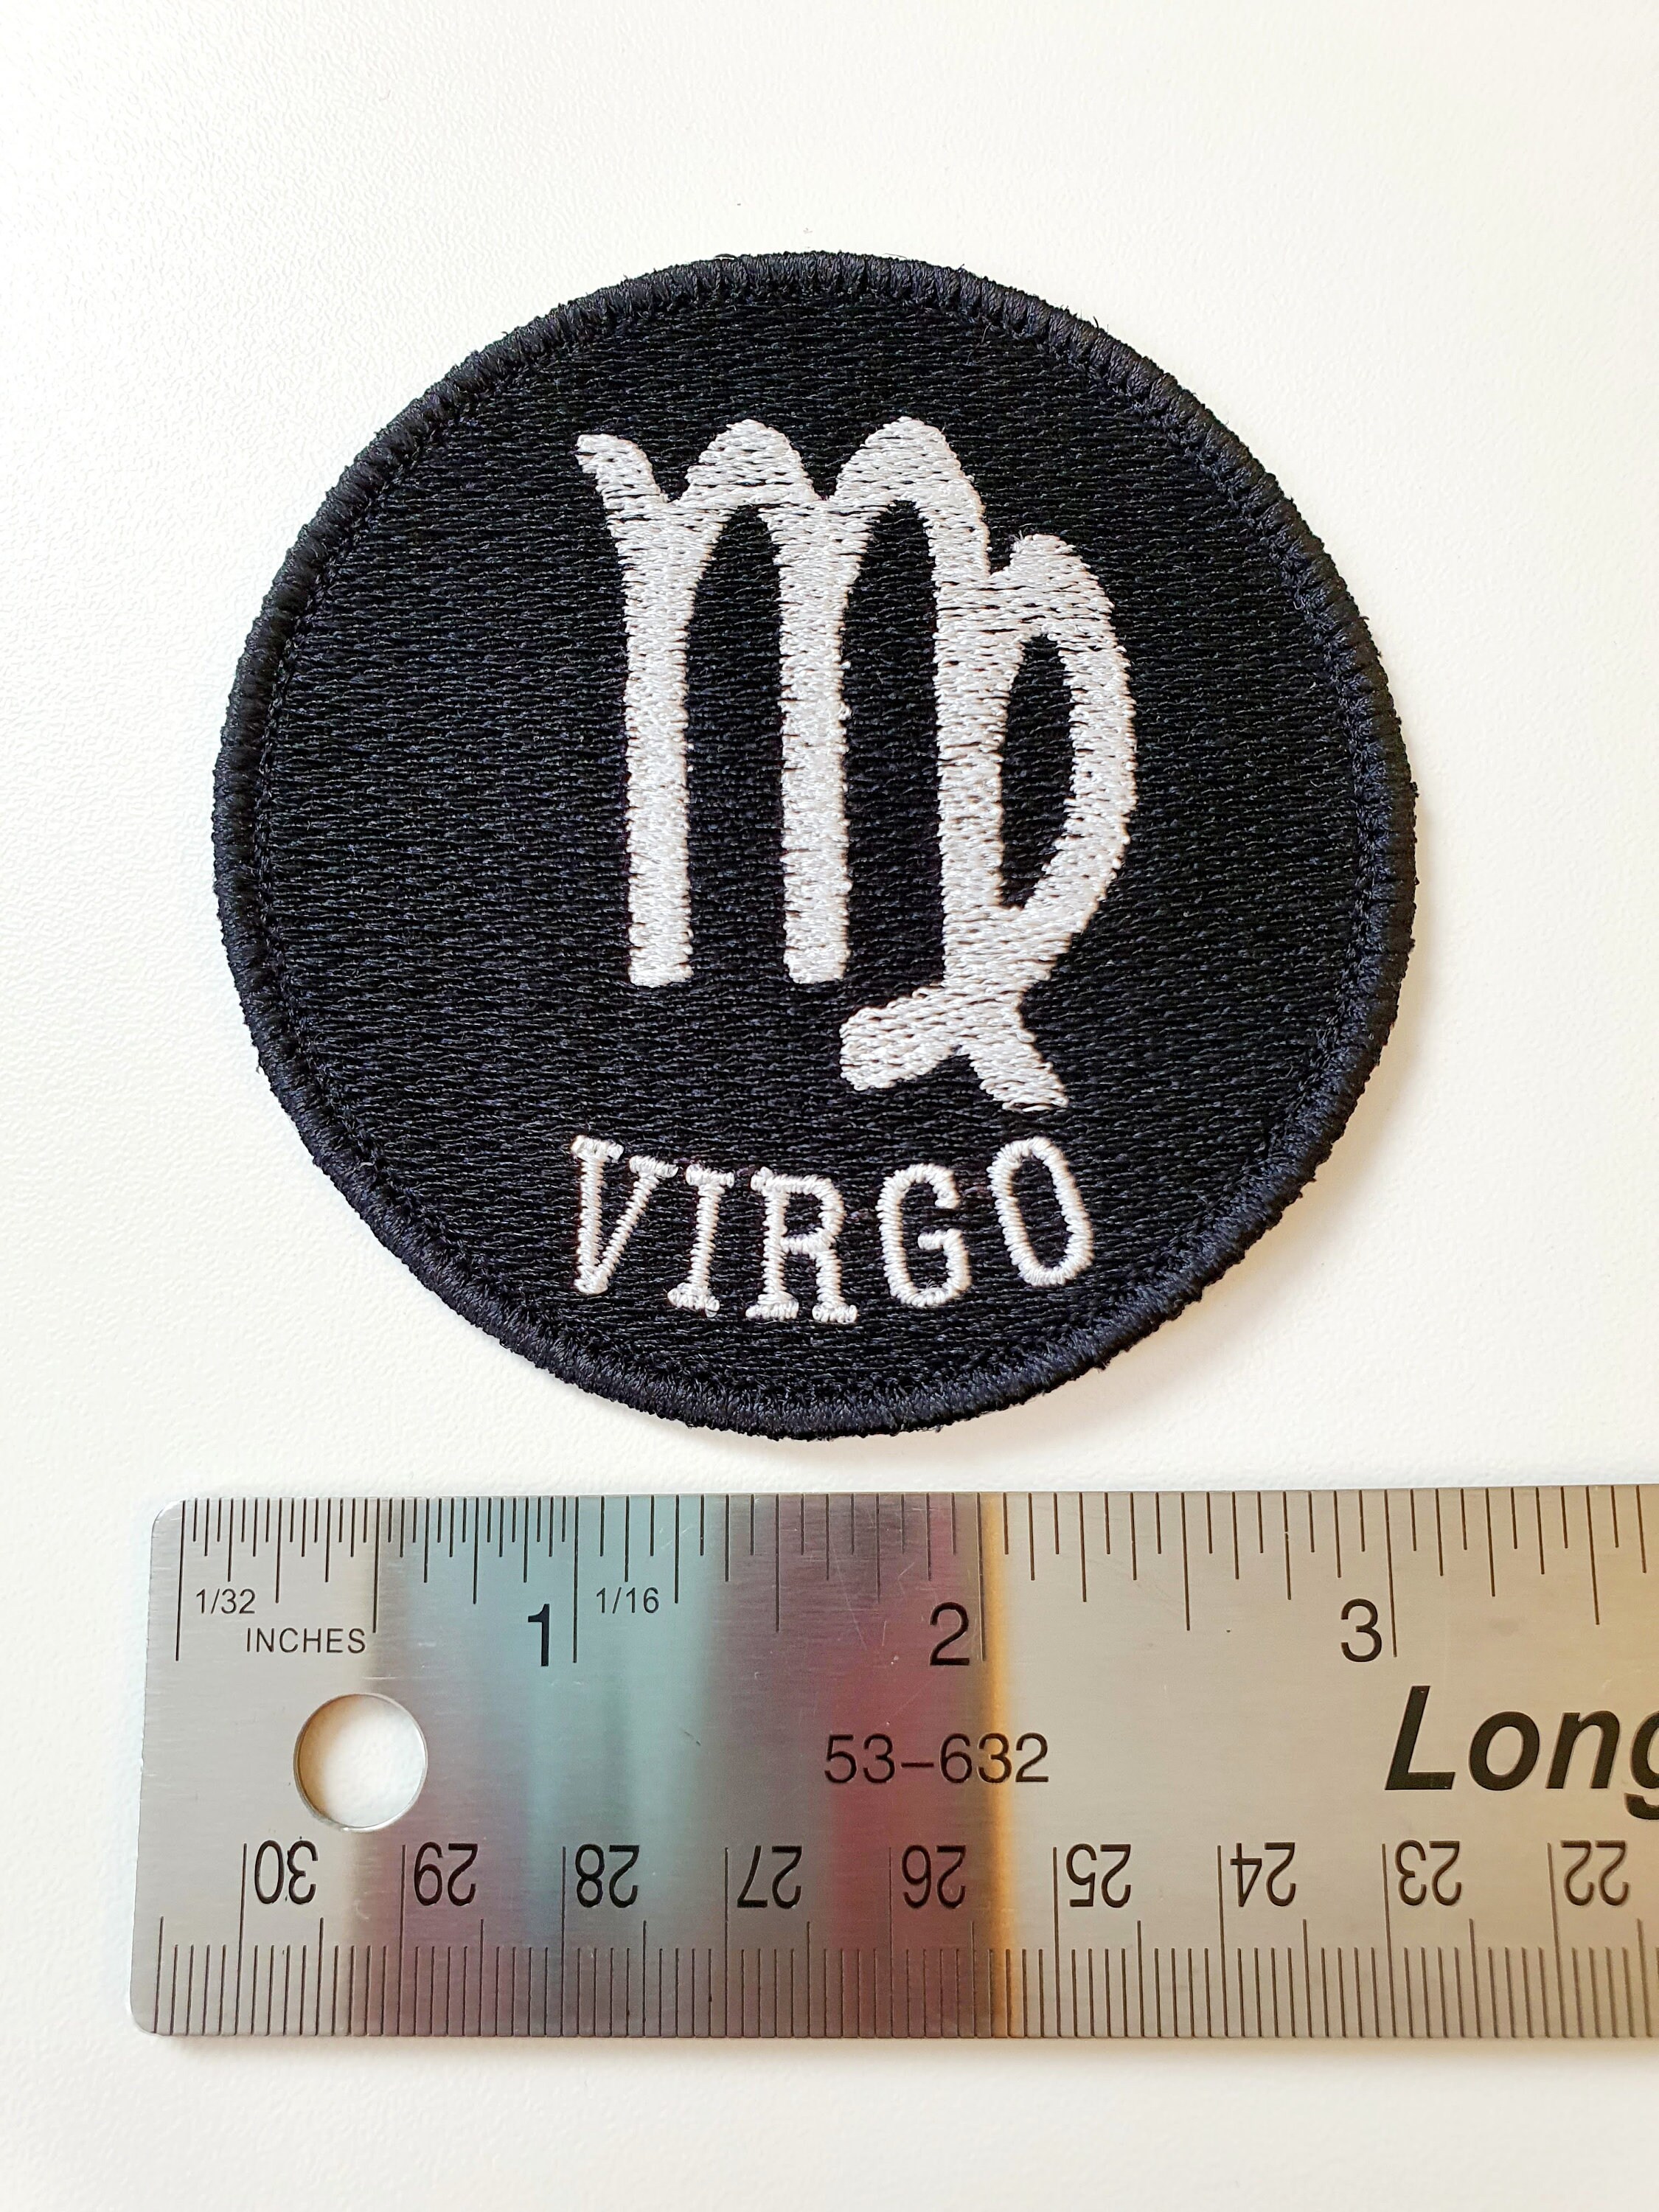 VIRGO
1/32 1 1/16 2 3
INCHES
Long
53-632
30 29 28 27 26 25 24 23 22